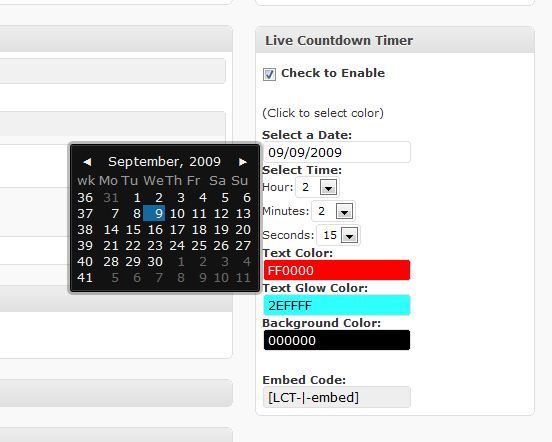 Live Countdown Timer
Check to Enable
(Click to select color)
Select a Date:
09/09/2009
Select Time:
Hour: 2
Minutes: 2
Seconds: 15
Text Color:
FF0000
Text Glow Color:
2EFFFF
Background Color:
000000
Embed Code:
[LCT-|-embed]
◄ September, 2009 ►
wk Mo Tu We Th Fr Sa Su
36 31 1 2 3 4 5 6
37 7 8 9 10 11 12 13
38 14 15 16 17 18 19 20
39 21 22 23 24 25 26 27
40 28 29 30 1 2 3 4
41 5 6 7 8 9 10 11